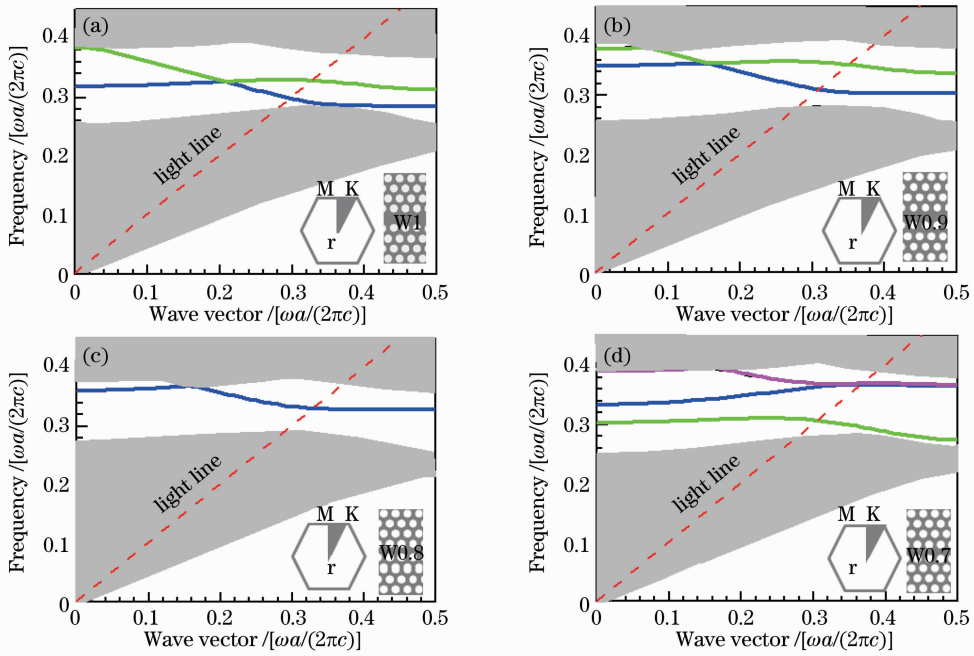 (a)
Frequency /[ωa/(2πc)]
0.4
0.3
0.2
0.1
0
light line
M K
r
W1
0 0.1 0.2 0.3 0.4 0.5
Wave vector /[ωa/(2πc)]
(b)
Frequency /[ωa/(2πc)]
0.4
0.3
0.2
0.1
0
light line
M K
r
W0.9
0 0.1 0.2 0.3 0.4 0.5
Wave vector /[ωa/(2πc)]
(c)
Frequency /[ωa/(2πc)]
0.4
0.3
0.2
0.1
0
light line
M K
r
W0.8
0 0.1 0.2 0.3 0.4 0.5
Wave vector /[ωa/(2πc)]
(d)
Frequency /[ωa/(2πc)]
0.4
0.3
0.2
0.1
0
light line
M K
r
W0.7
0 0.1 0.2 0.3 0.4 0.5
Wave vector /[ωa/(2πc)]